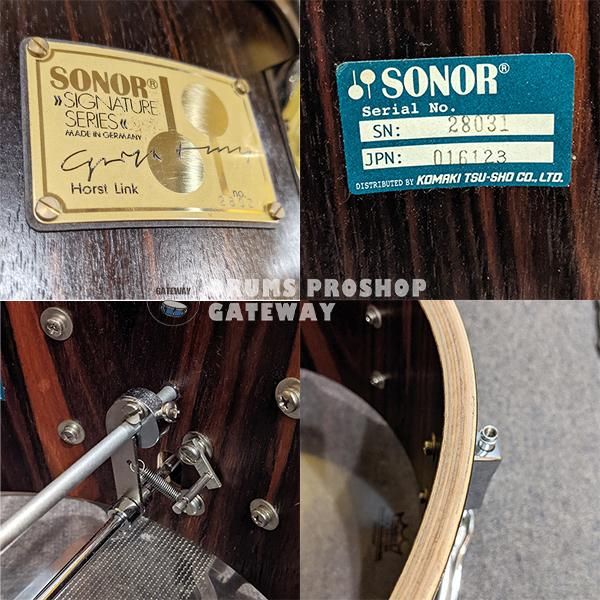 SONOR®
»SIGNATURE
SERIES«
MADE IN GERMANY
Horst Link
no.
SONOR®
Serial No.
SN: 28031
JPN: 016123
DISTRIBUTED BY KOMAKI TSU-SHO CO., LTD.
GATEWAY
DRUMS PROSHOP
GATEWAY